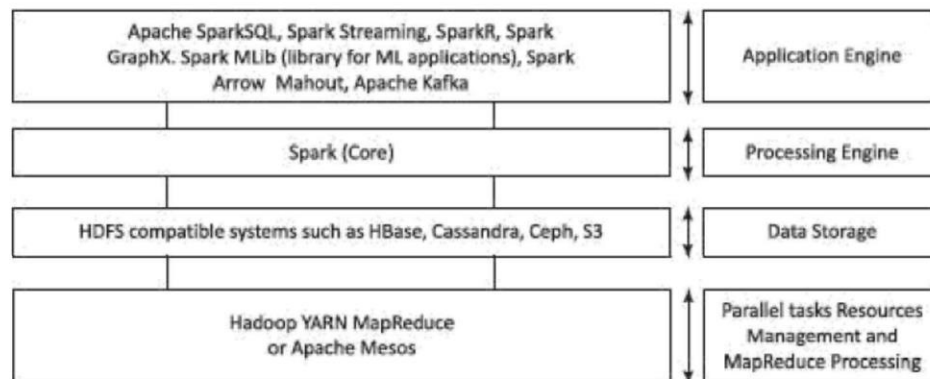 Apache SparkSQL, Spark Streaming, SparkR, Spark
GraphX. Spark MLib (library for ML applications), Spark
Arrow Mahout, Apache Kafka
Application Engine
Spark (Core)
Processing Engine
HDFS compatible systems such as HBase, Cassandra, Ceph, S3
Data Storage
Hadoop YARN MapReduce
or Apache Mesos
Parallel tasks Resources
Management and
MapReduce Processing